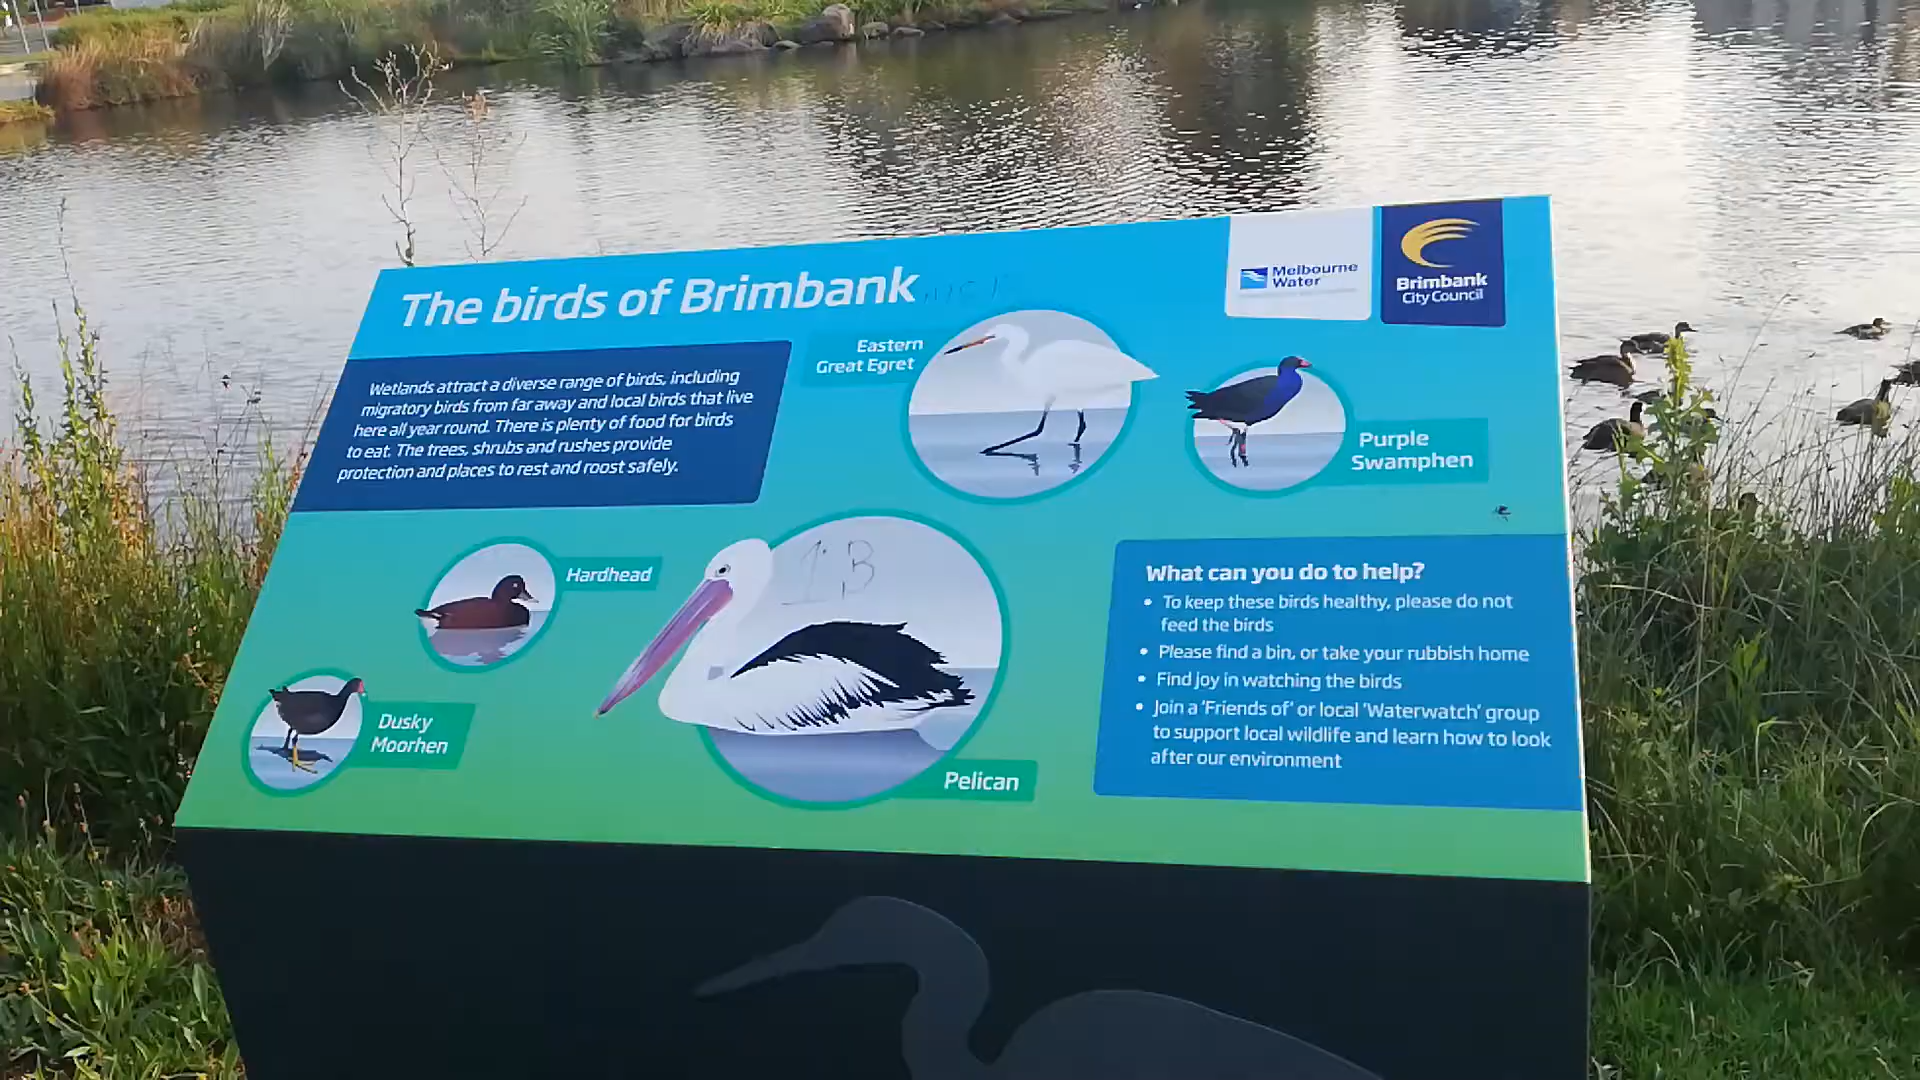 The birds of Brimbank
Melbourne
Water
Brimbank
City Council
Wetlands attract a diverse range of birds, including
migratory birds from far away and local birds that live
here all year round. There is plenty of food for birds
to eat. The trees, shrubs and rushes provide
protection and places to rest and roost safely.
Eastern
Great Egret
Purple
Swamphen
Hardhead
Dusky
Moorhen
Pelican
What can you do to help?
• To keep these birds healthy, please do not
feed the birds
• Please find a bin, or take your rubbish home
• Find joy in watching the birds
• Join a 'Friends of' or local 'Waterwatch' group
to support local wildlife and learn how to look
after our environment